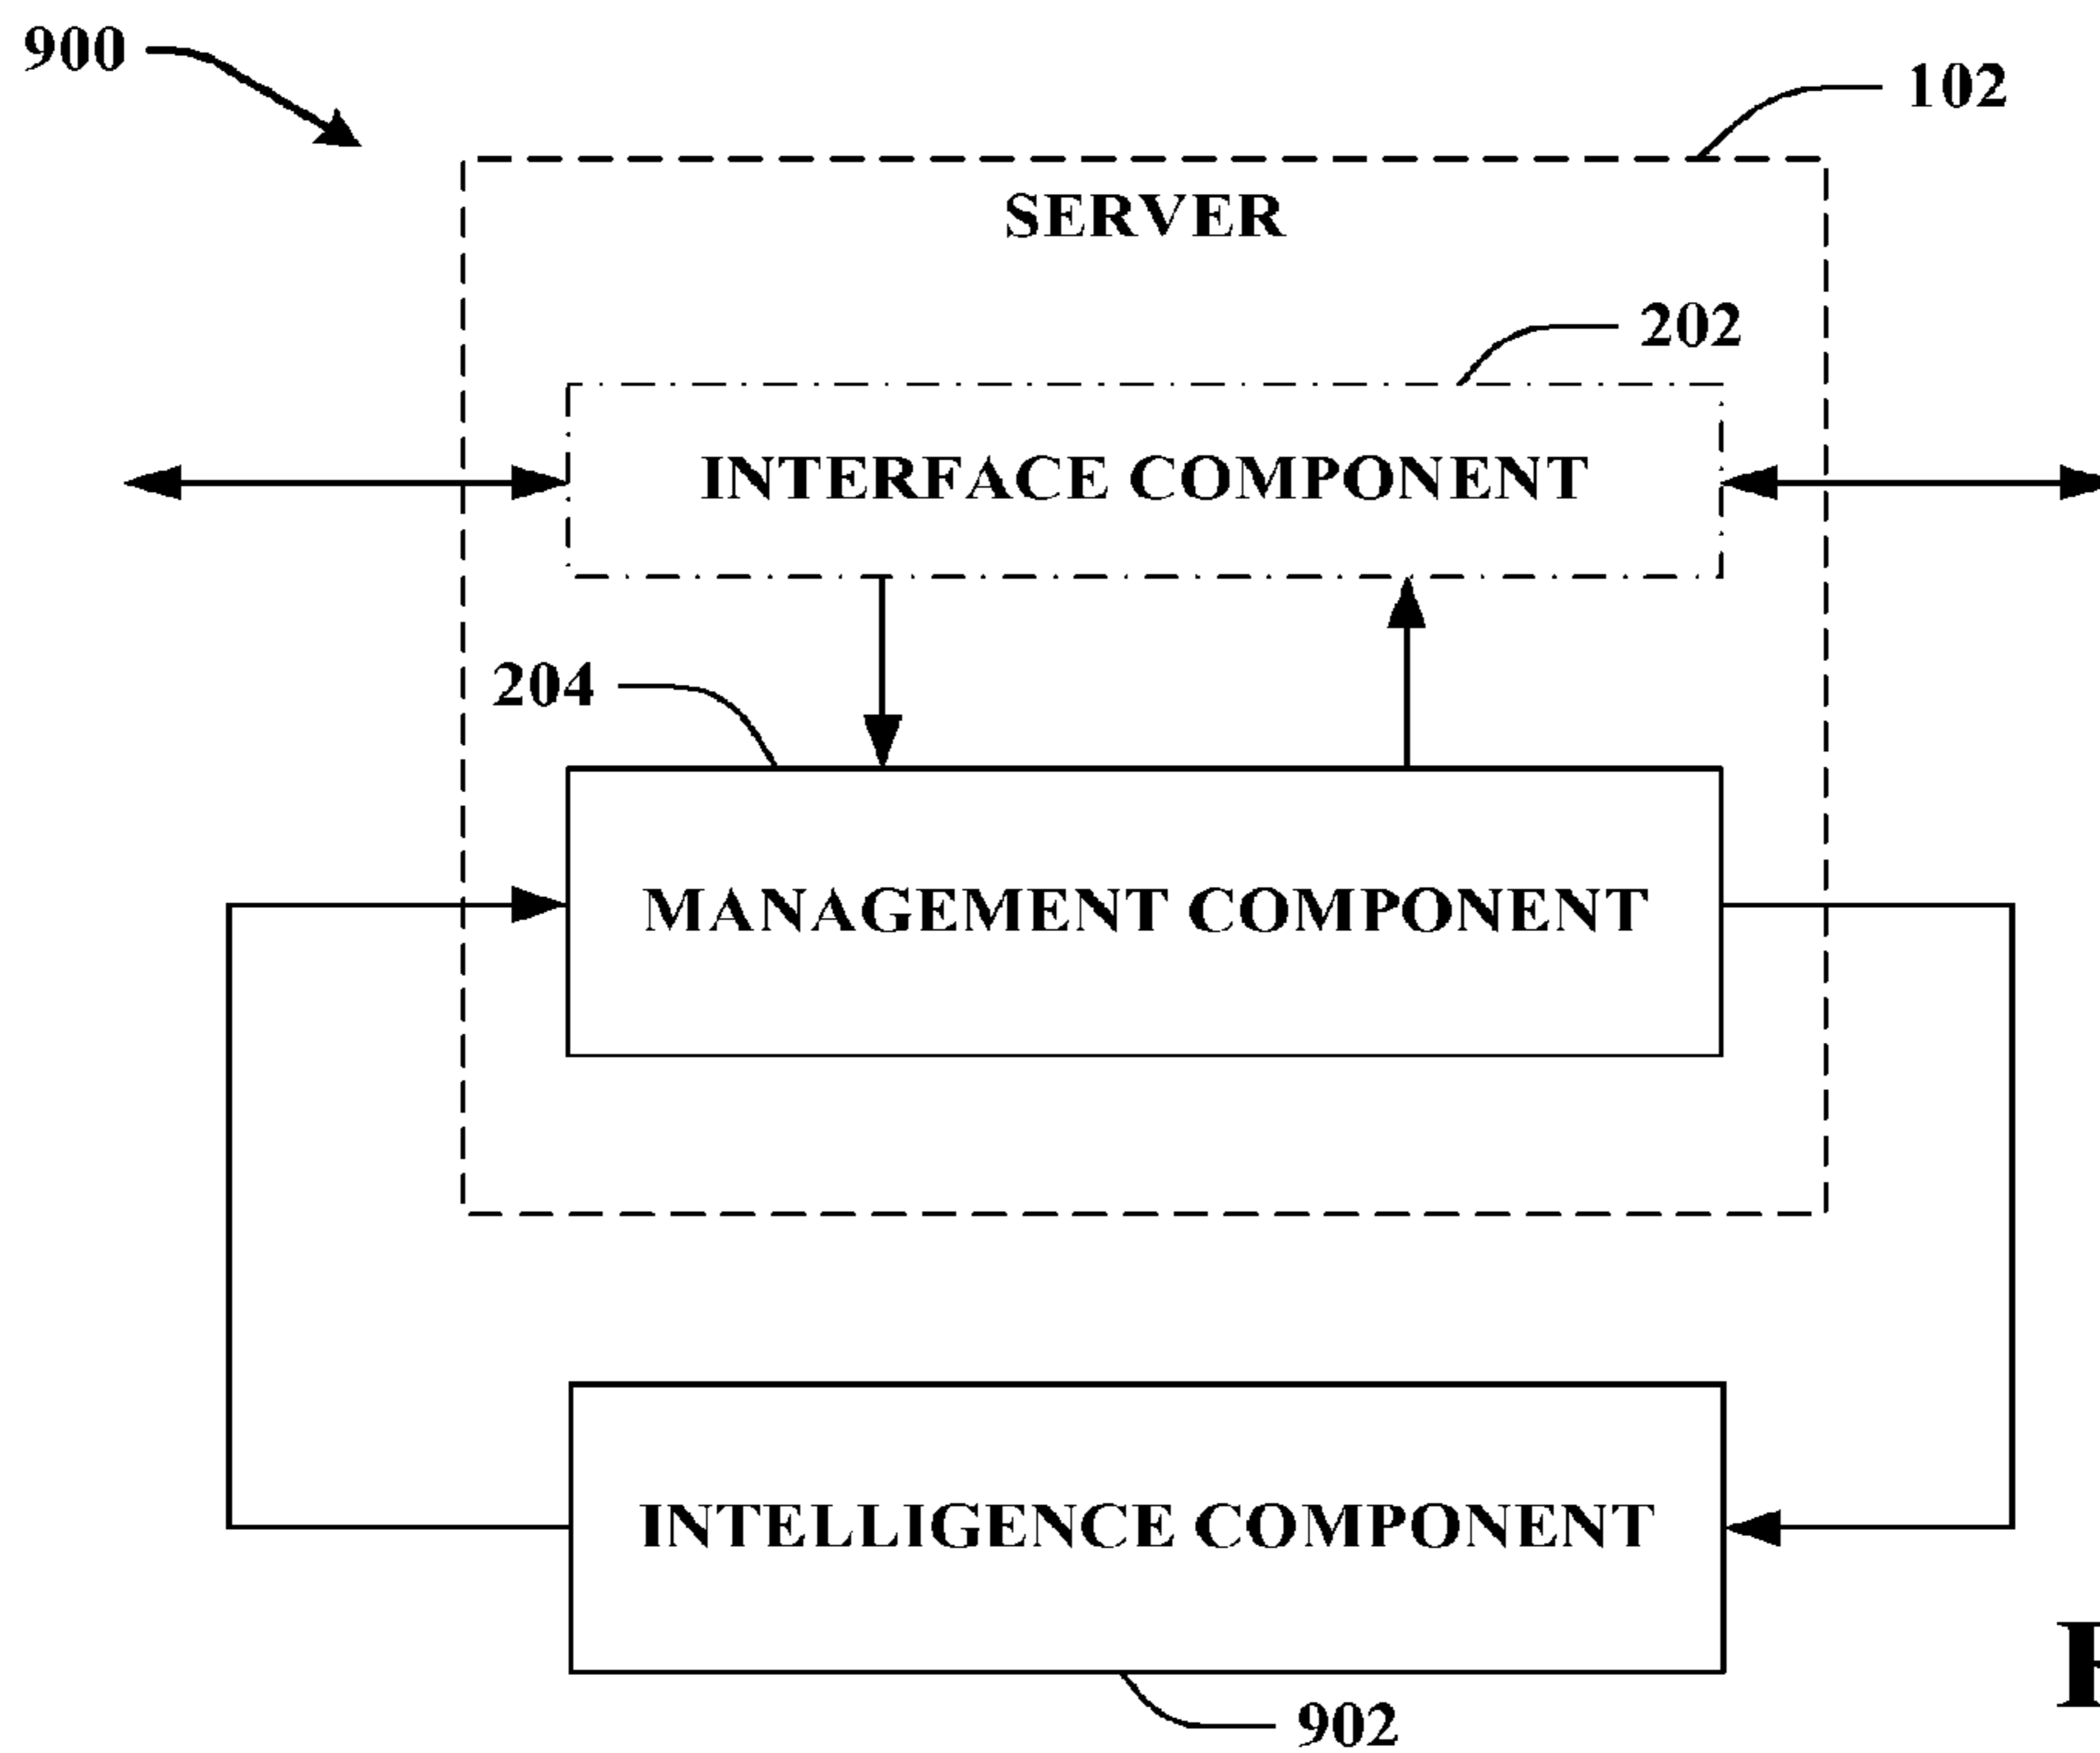 900
102
SERVER
202
INTERFACE COMPONENT
204
MANAGEMENT COMPONENT
INTELLIGENCE COMPONENT
902